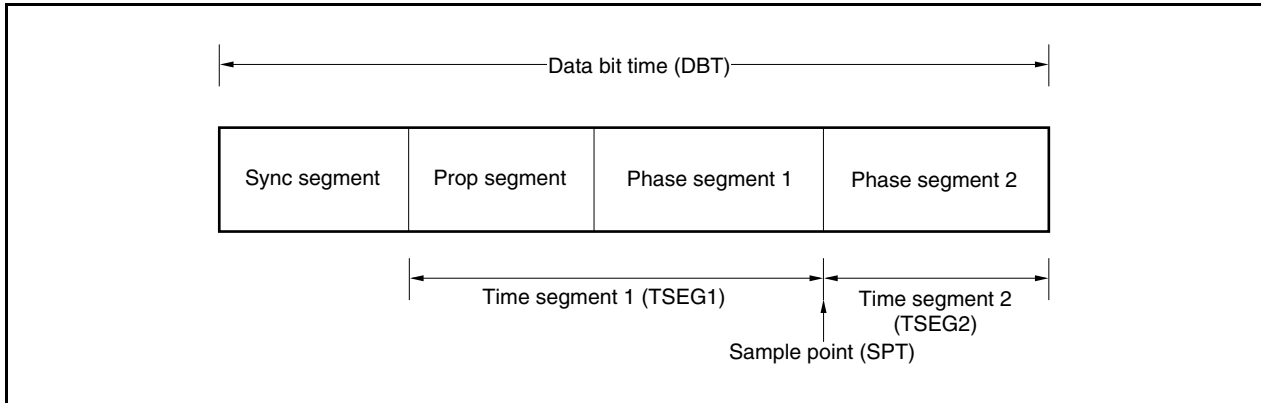 Data bit time (DBT)
Sync segment
Prop segment
Phase segment 1
Phase segment 2
Time segment 1 (TSEG1)
Time segment 2
(TSEG2)
Sample point (SPT)